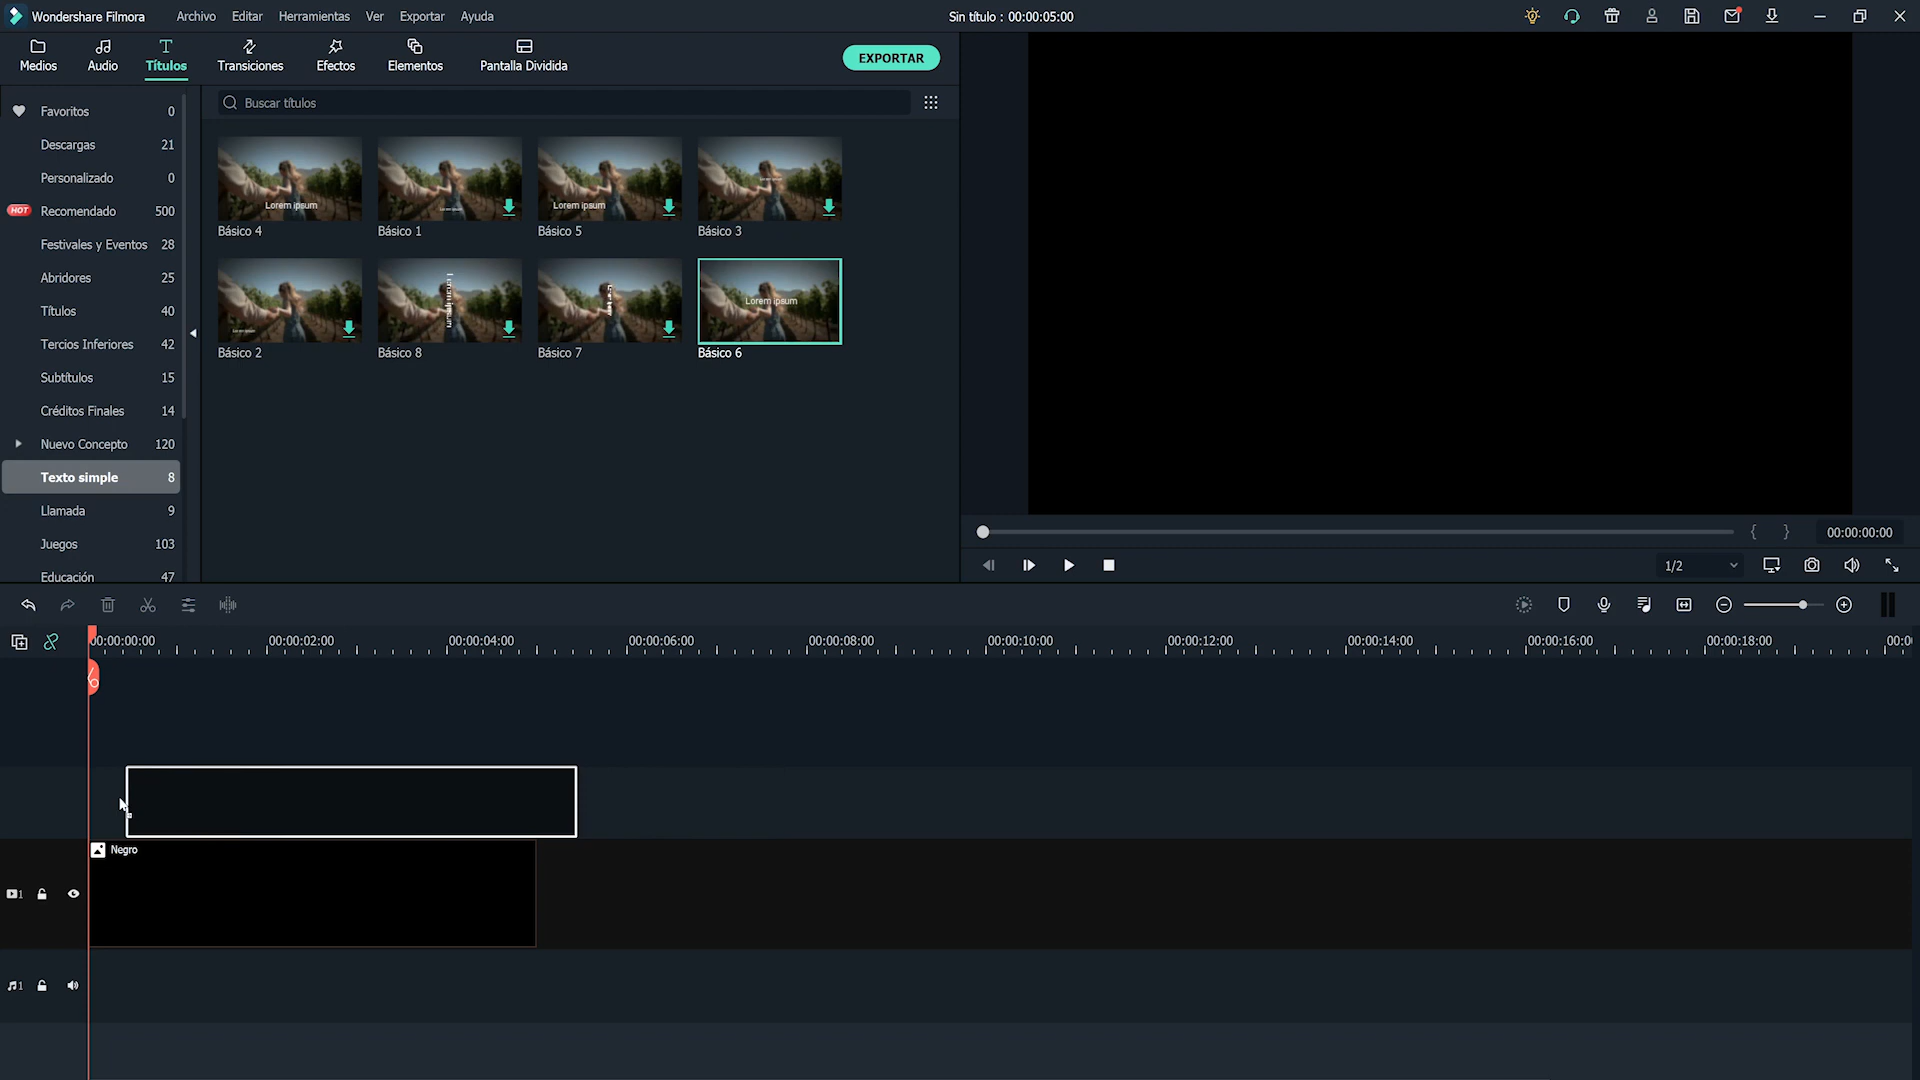 Wondershare Filmora
Archivo
Editar
Herramientas
Ver
Exportar
Ayuda
Sin título : 00:00:05:00
Medios
Audio
Títulos
Transiciones
Efectos
Elementos
Pantalla Dividida
EXPORTAR
Buscar títulos
Favoritos 0
Descargas 21
Personalizado 0
HOT Recomendado 500
Festivales y Eventos 28
Abridores 25
Títulos 40
Tercios Inferiores 42
Subtítulos 15
Créditos Finales 14
Nuevo Concepto 120
Texto simple 8
Llamada 9
Juegos 103
Educación 47
Lorem ipsum
Lorem ipsum
Básico 4
Básico 1
Básico 5
Básico 3
Lorem ipsum
Lorem ipsum
Básico 2
Básico 8
Básico 7
Básico 6
{ }
00:00:00:00
1/2
00:00:00:00
00:00:02:00
00:00:04:00
00:00:06:00
00:00:08:00
00:00:10:00
00:00:12:00
00:00:14:00
00:00:16:00
00:00:18:00
Negro
1
1